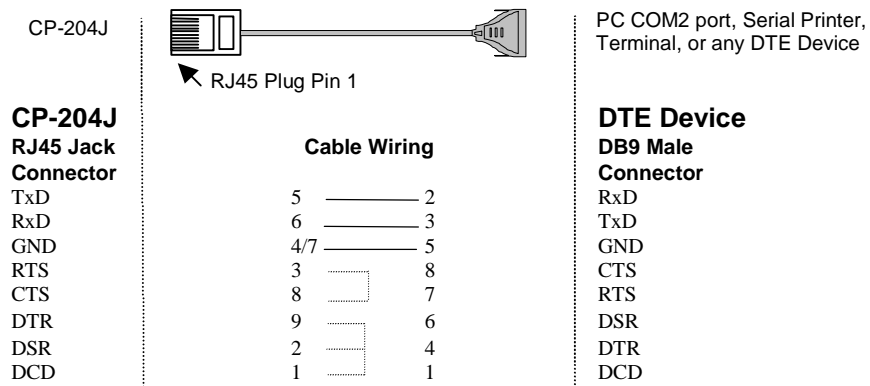 CP-204J
PC COM2 port, Serial Printer,
Terminal, or any DTE Device
RJ45 Plug Pin 1
CP-204J DTE Device
RJ45 Jack Cable Wiring DB9 Male
Connector Connector
TxD 5 2 RxD
RxD 6 3 TxD
GND 4/7 5 GND
RTS 3 8 CTS
CTS 8 7 RTS
DTR 9 6 DSR
DSR 2 4 DTR
DCD 1 1 DCD